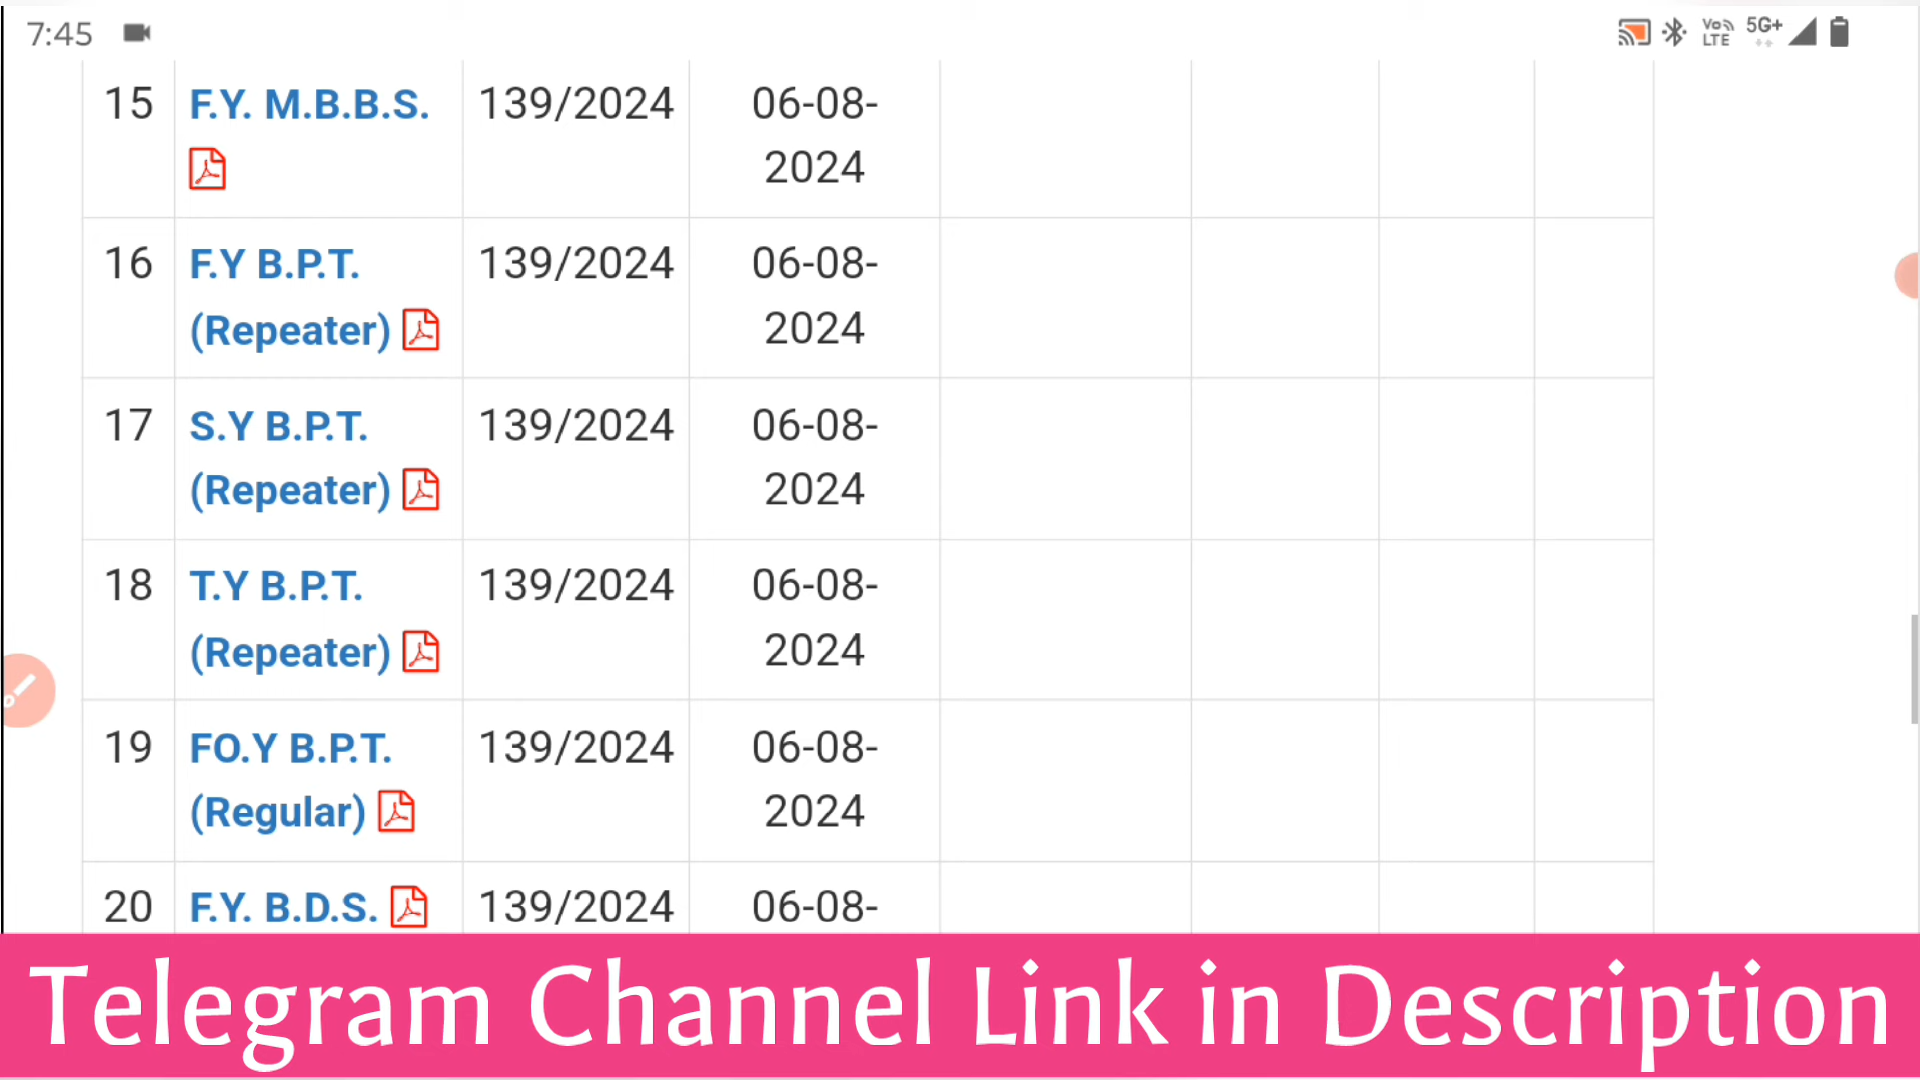 7:45 Vo LTE 5G+
15 F.Y. M.B.B.S. 139/2024 06-08-
2024
16 F.Y B.P.T. 139/2024 06-08-
(Repeater) 2024
17 S.Y B.P.T. 139/2024 06-08-
(Repeater) 2024
18 T.Y B.P.T. 139/2024 06-08-
(Repeater) 2024
19 FO.Y B.P.T. 139/2024 06-08-
(Regular) 2024
20 F.Y. B.D.S. 139/2024 06-08-
Telegram Channel Link in Description